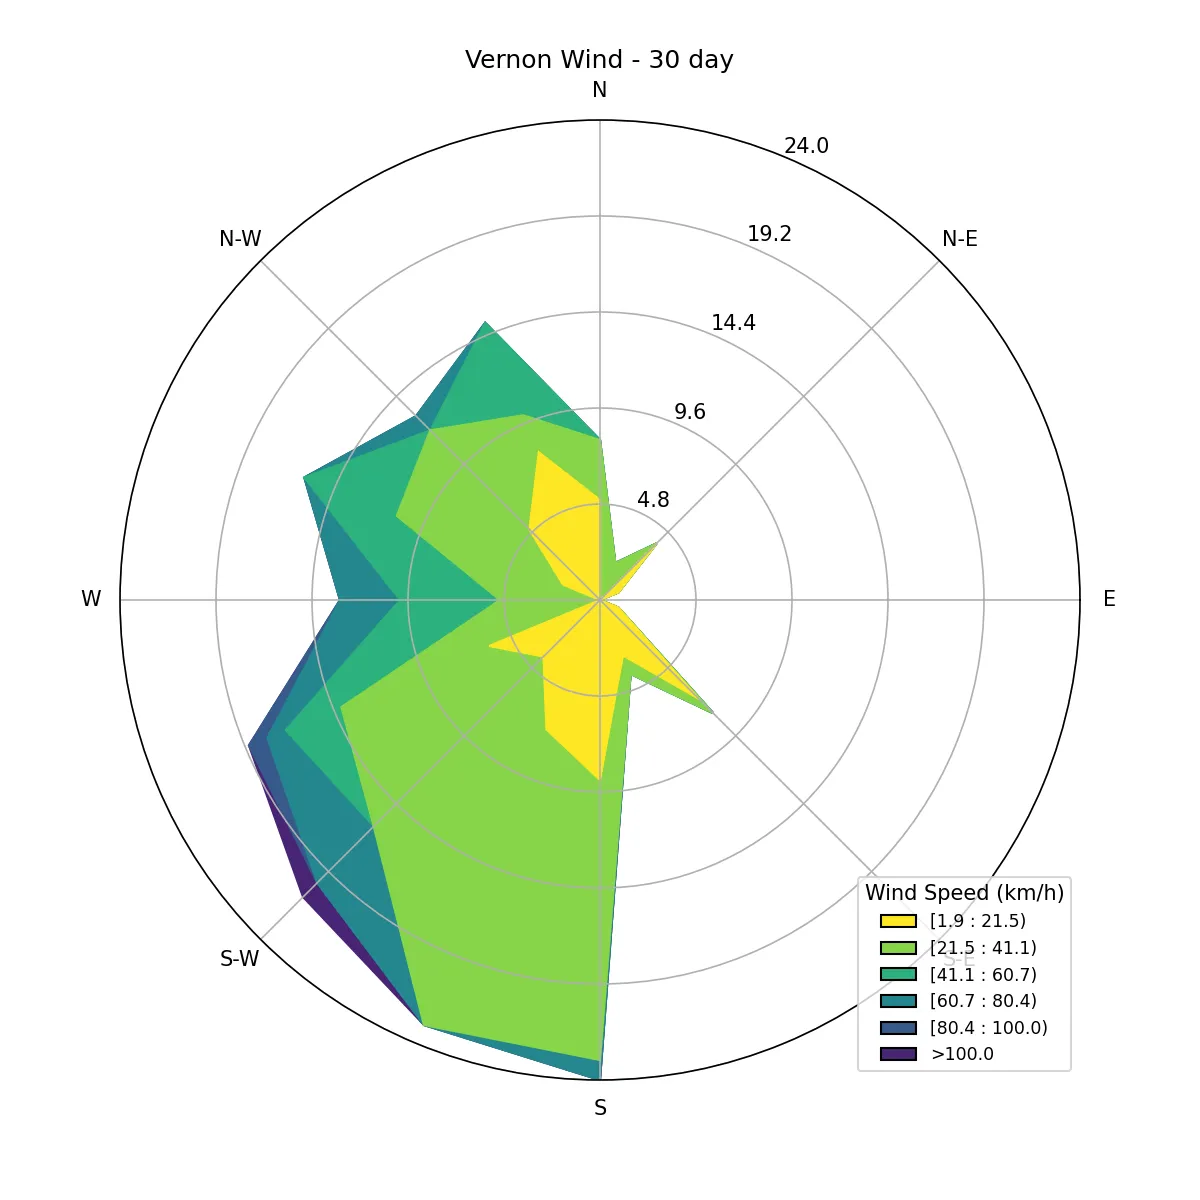 Vernon Wind - 30 day
N
24.0
N-W
N-E
19.2
14.4
9.6
4.8
W
E
S-W
S-E
S
Wind Speed (km/h)
[1.9 : 21.5)
[21.5 : 41.1)
[41.1 : 60.7)
[60.7 : 80.4)
[80.4 : 100.0)
>100.0